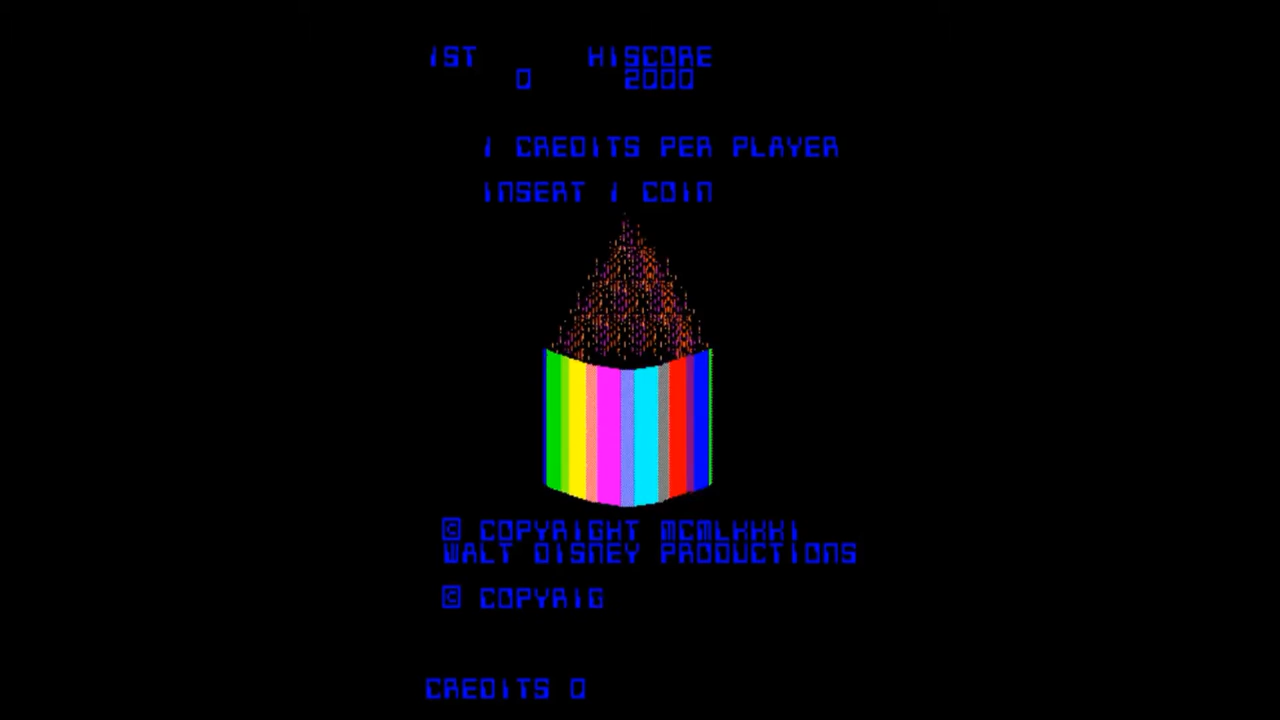 1ST HISCORE
0 2000
1 CREDITS PER PLAYER
INSERT 1 COIN
© COPYRIGHT MCMLXXXI
WALT DISNEY PRODUCTIONS
© COPYRIG
CREDITS 0